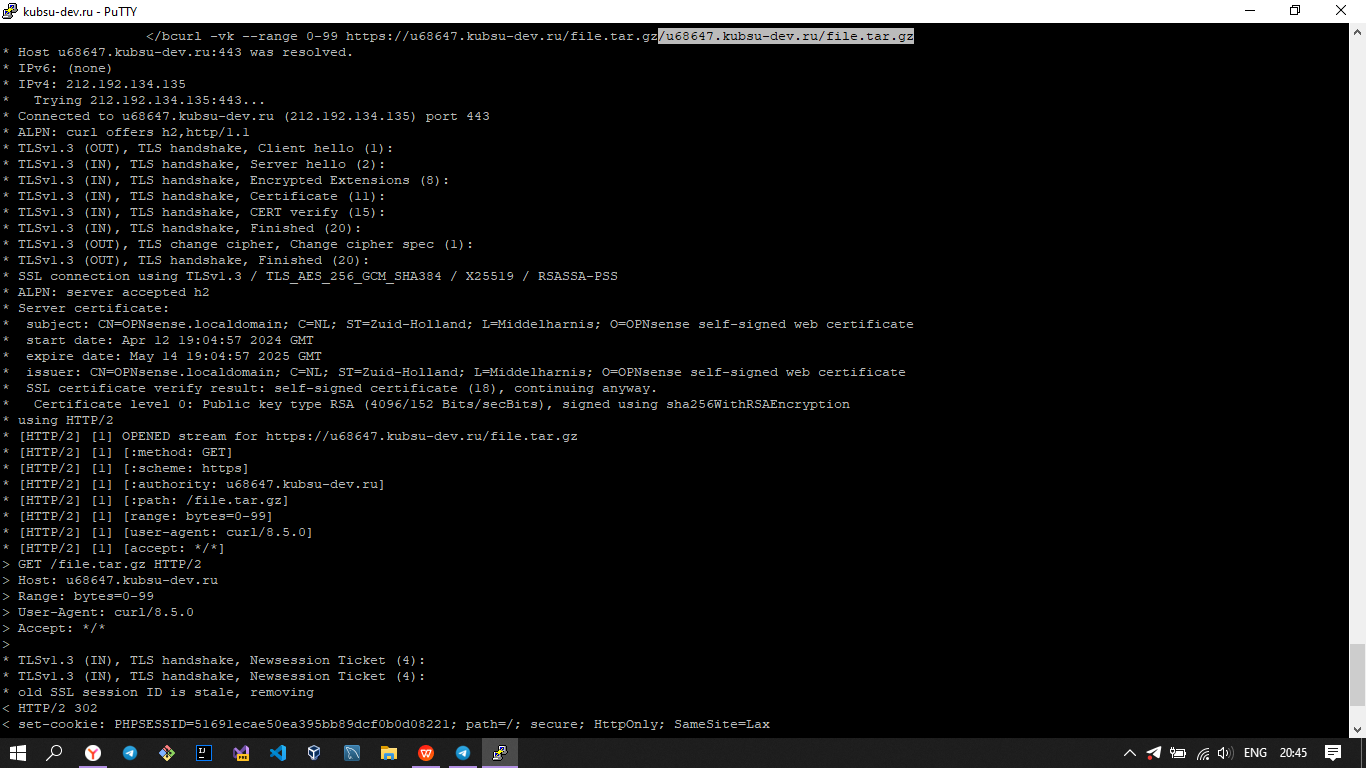 kubsu-dev.ru - PuTTY
</bcurl -vk --range 0-99 https://u68647.kubsu-dev.ru/file.tar.gz/u68647.kubsu-dev.ru/file.tar.gz
* Host u68647.kubsu-dev.ru:443 was resolved.
* IPv6: (none)
* IPv4: 212.192.134.135
*   Trying 212.192.134.135:443...
* Connected to u68647.kubsu-dev.ru (212.192.134.135) port 443
* ALPN: curl offers h2,http/1.1
* TLSv1.3 (OUT), TLS handshake, Client hello (1):
* TLSv1.3 (IN), TLS handshake, Server hello (2):
* TLSv1.3 (IN), TLS handshake, Encrypted Extensions (8):
* TLSv1.3 (IN), TLS handshake, Certificate (11):
* TLSv1.3 (IN), TLS handshake, CERT verify (15):
* TLSv1.3 (IN), TLS handshake, Finished (20):
* TLSv1.3 (OUT), TLS change cipher, Change cipher spec (1):
* TLSv1.3 (OUT), TLS handshake, Finished (20):
* SSL connection using TLSv1.3 / TLS_AES_256_GCM_SHA384 / X25519 / RSASSA-PSS
* ALPN: server accepted h2
* Server certificate:
*  subject: CN=OPNsense.localdomain; C=NL; ST=Zuid-Holland; L=Middelharnis; O=OPNsense self-signed web certificate
*  start date: Apr 12 19:04:57 2024 GMT
*  expire date: May 14 19:04:57 2025 GMT
*  issuer: CN=OPNsense.localdomain; C=NL; ST=Zuid-Holland; L=Middelharnis; O=OPNsense self-signed web certificate
*  SSL certificate verify result: self-signed certificate (18), continuing anyway.
*   Certificate level 0: Public key type RSA (4096/152 Bits/secBits), signed using sha256WithRSAEncryption
* using HTTP/2
* [HTTP/2] [1] OPENED stream for https://u68647.kubsu-dev.ru/file.tar.gz
* [HTTP/2] [1] [:method: GET]
* [HTTP/2] [1] [:scheme: https]
* [HTTP/2] [1] [:authority: u68647.kubsu-dev.ru]
* [HTTP/2] [1] [:path: /file.tar.gz]
* [HTTP/2] [1] [range: bytes=0-99]
* [HTTP/2] [1] [user-agent: curl/8.5.0]
* [HTTP/2] [1] [accept: */*]
> GET /file.tar.gz HTTP/2
> Host: u68647.kubsu-dev.ru
> Range: bytes=0-99
> User-Agent: curl/8.5.0
> Accept: */*
>
* TLSv1.3 (IN), TLS handshake, Newsession Ticket (4):
* TLSv1.3 (IN), TLS handshake, Newsession Ticket (4):
* old SSL session ID is stale, removing
< HTTP/2 302
< set-cookie: PHPSESSID=51691ecae50ea395bb89dcf0b0d08221; path=/; secure; HttpOnly; SameSite=Lax
ENG 20:45